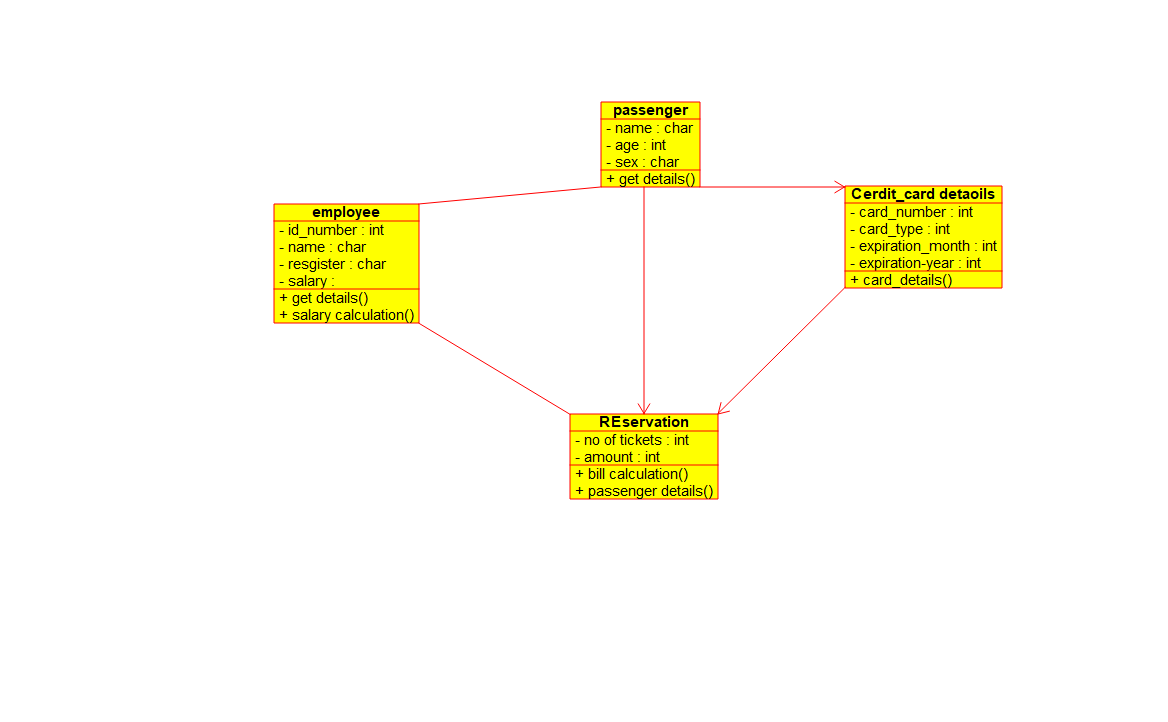 passenger
- name : char
- age : int
- sex : char
+ get details()
Cerdit_card detaoils
- card_number : int
- card_type : int
- expiration_month : int
- expiration-year : int
+ card_details()
employee
- id_number : int
- name : char
- resgister : char
- salary :
+ get details()
+ salary calculation()
REservation
- no of tickets : int
- amount : int
+ bill calculation()
+ passenger details()